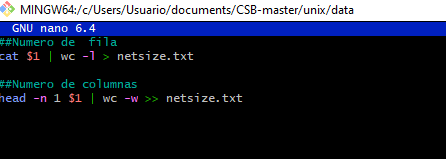 MINGW64:/c/Users/Usuario/documents/CSB-master/unix/data
GNU nano 6.4
##Numero de  fila
cat $1 | wc -l > netsize.txt
##Numero de columnas
head -n 1 $1 | wc -w >> netsize.txt